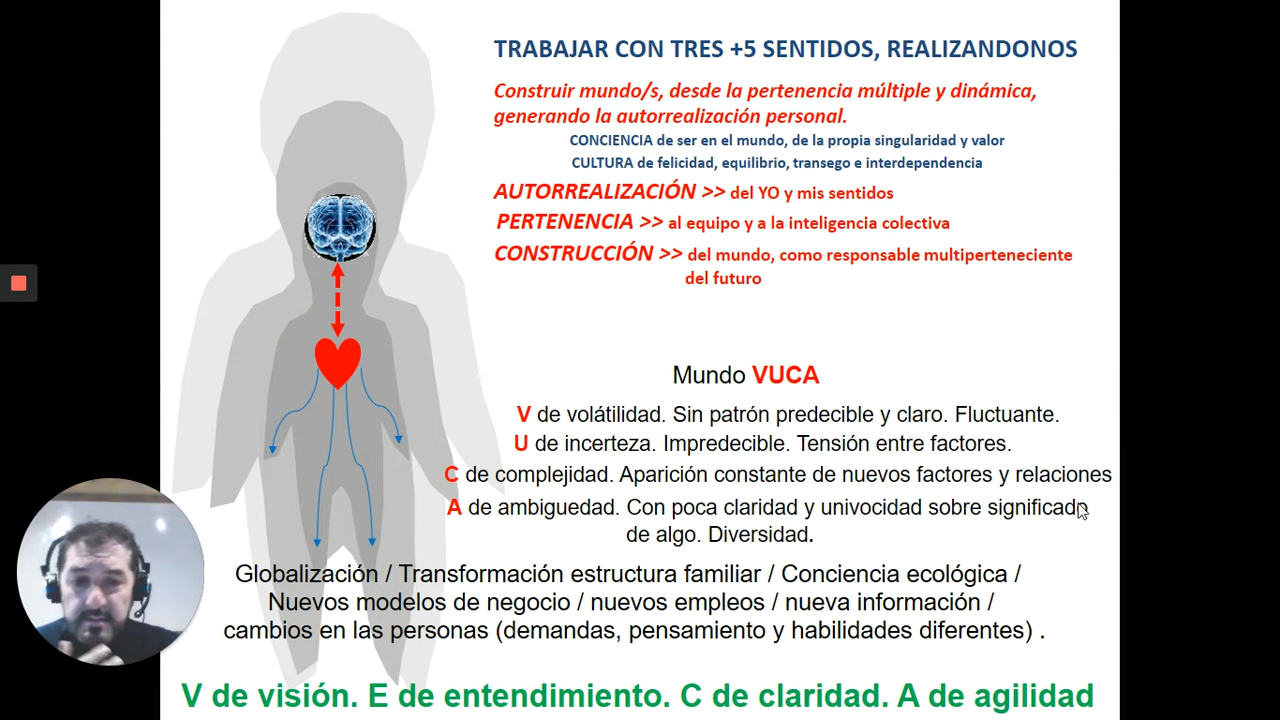 TRABAJAR CON TRES +5 SENTIDOS, REALIZANDONOS
Construir mundo/s, desde la pertenencia múltiple y dinámica,
generando la autorrealización personal.
CONCIENCIA de ser en el mundo, de la propia singularidad y valor
CULTURA de felicidad, equilibrio, transego e interdependencia
AUTORREALIZACIÓN >> del YO y mis sentidos
PERTENENCIA >> al equipo y a la inteligencia colectiva
CONSTRUCCIÓN >> del mundo, como responsable multiperteneciente
del futuro
Mundo VUCA
V de volátilidad. Sin patrón predecible y claro. Fluctuante.
U de incerteza. Impredecible. Tensión entre factores.
C de complejidad. Aparición constante de nuevos factores y relaciones
A de ambiguedad. Con poca claridad y univocidad sobre significado
de algo. Diversidad.
Globalización / Transformación estructura familiar / Conciencia ecológica /
Nuevos modelos de negocio / nuevos empleos / nueva información /
cambios en las personas (demandas, pensamiento y habilidades diferentes) .
V de visión. E de entendimiento. C de claridad. A de agilidad